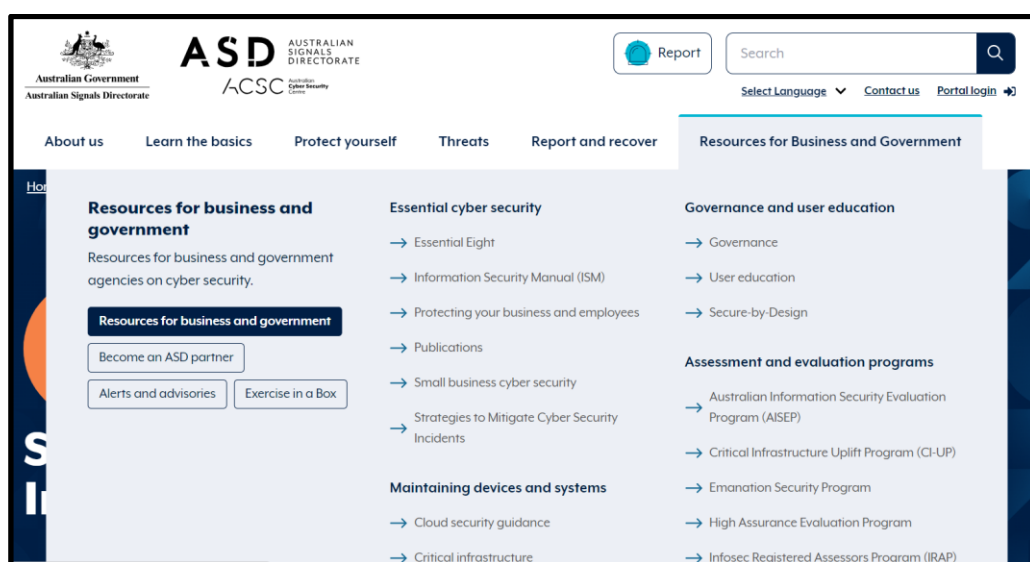 Australian Government
Australian Signals Directorate
ASD
AUSTRALIAN
SIGNALS
DIRECTORATE
ACSC
Australian
Cyber Security
Centre
Report
Search
Select Language
Contact us
Portal login
About us
Learn the basics
Protect yourself
Threats
Report and recover
Resources for Business and Government
Hor
Resources for business and
government
Resources for business and government
agencies on cyber security.
Resources for business and government
Become an ASD partner
Alerts and advisories
Exercise in a Box
Essential cyber security
Essential Eight
Information Security Manual (ISM)
Protecting your business and employees
Publications
Small business cyber security
Strategies to Mitigate Cyber Security
Incidents
Maintaining devices and systems
Cloud security guidance
Critical infrastructure
Governance and user education
Governance
User education
Secure-by-Design
Assessment and evaluation programs
Australian Information Security Evaluation
Program (AISEP)
Critical Infrastructure Uplift Program (CI-UP)
Emanation Security Program
High Assurance Evaluation Program
Infosec Registered Assessors Program (IRAP)
S
I